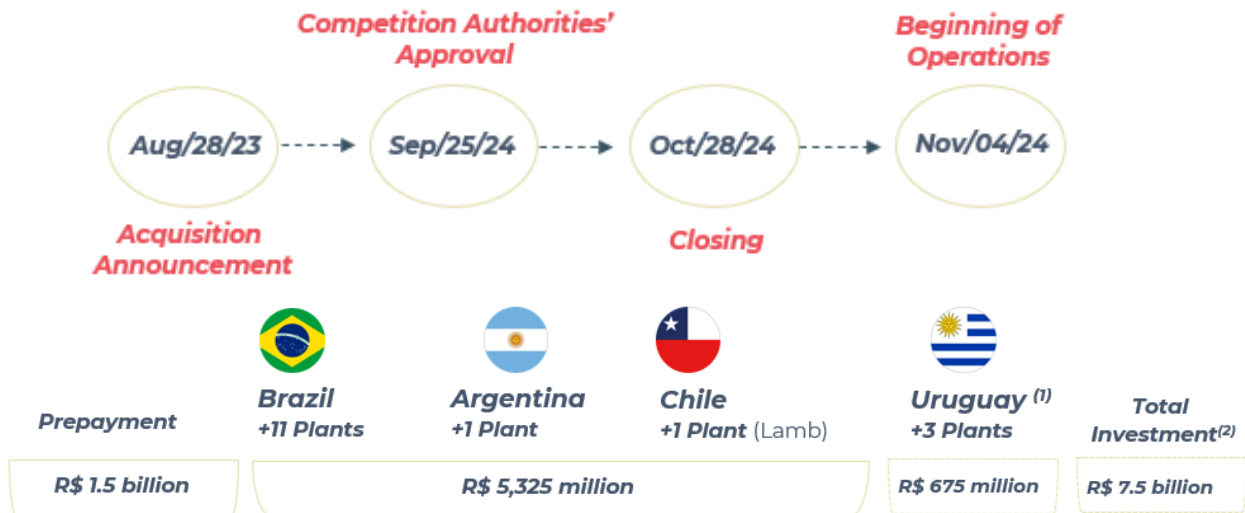 Competition Authorities'
Approval
Beginning of
Operations
Aug/28/23
Sep/25/24
Oct/28/24
Nov/04/24
Acquisition
Announcement
Closing
Prepayment
Brazil
+11 Plants
Argentina
+1 Plant
Chile
+1 Plant (Lamb)
Uruguay (1)
+3 Plants
Total
Investment(2)
R$ 1.5 billion
R$ 5,325 million
R$ 675 million
R$ 7.5 billion